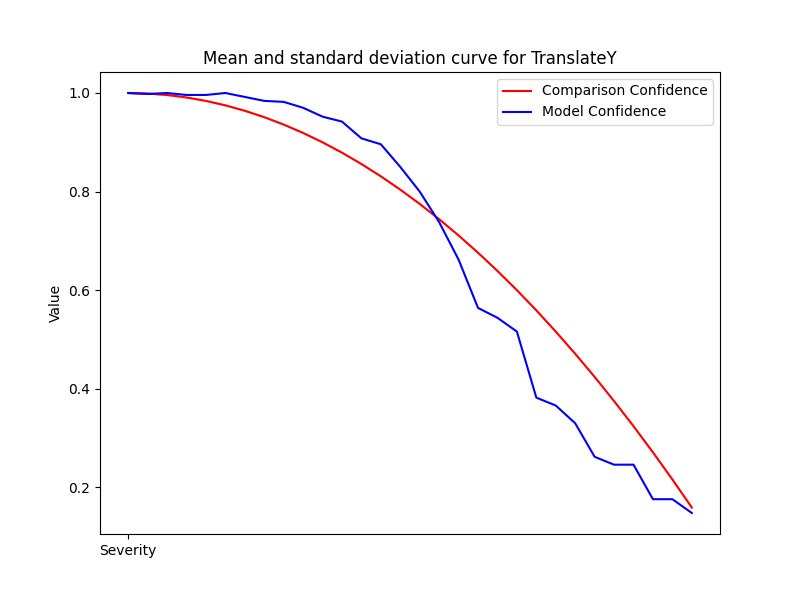 Mean and standard deviation curve for TranslateY
Comparison Confidence
Model Confidence
1.0
0.8
0.6
0.4
0.2
Value
Severity